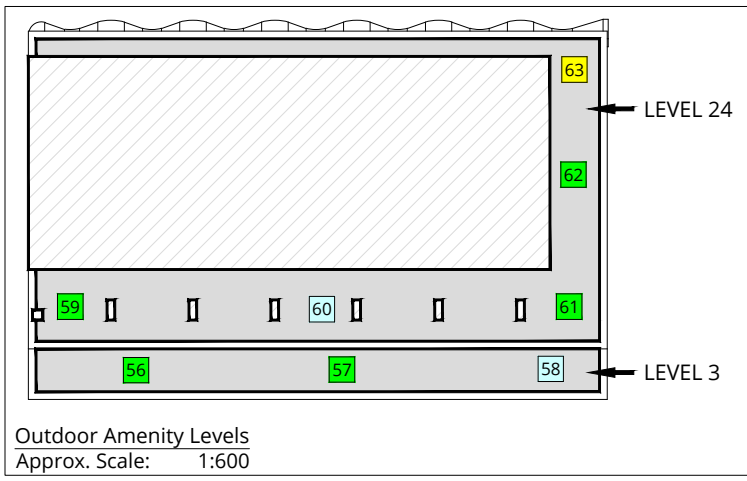 63
LEVEL 24
62
59
60
61
56
57
58
LEVEL 3
Outdoor Amenity Levels
Approx. Scale: 1:600